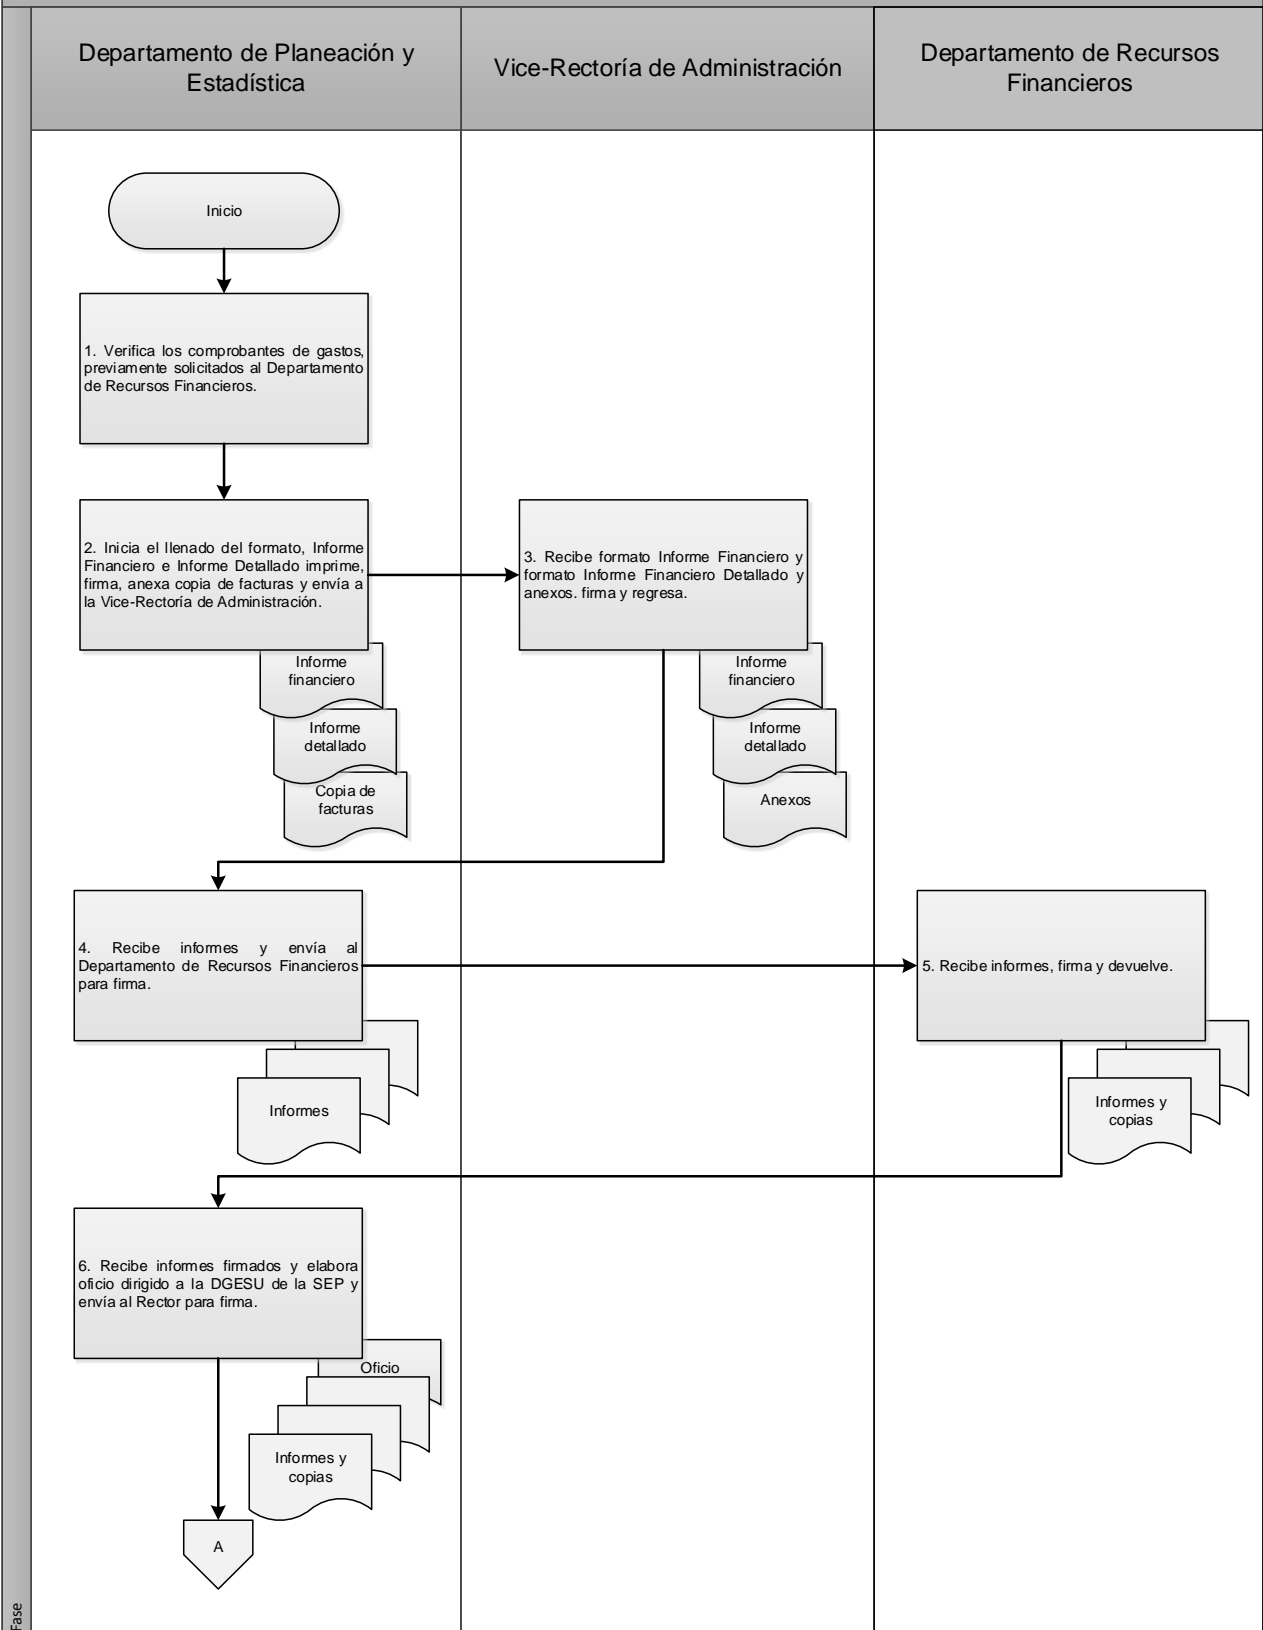 Departamento de Planeación y
Estadística
Vice-Rectoría de Administración
Departamento de Recursos
Financieros
Inicio
1. Verifica los comprobantes de gastos,
previamente solicitados al Departamento
de Recursos Financieros.
2. Inicia el llenado del formato, Informe
Financiero e Informe Detallado imprime,
firma, anexa copia de facturas y envía a
la Vice-Rectoría de Administración.
Informe
financiero
Informe
detallado
Copia de
facturas
3. Recibe formato Informe Financiero y
formato Informe Financiero Detallado y
anexos. firma y regresa.
Informe
financiero
Informe
detallado
Anexos
4. Recibe informes y envía al
Departamento de Recursos Financieros
para firma.
Informes
5. Recibe informes, firma y devuelve.
Informes y
copias
6. Recibe informes firmados y elabora
oficio dirigido a la DGESU de la SEP y
envía al Rector para firma.
Oficio
Informes y
copias
A
Fase